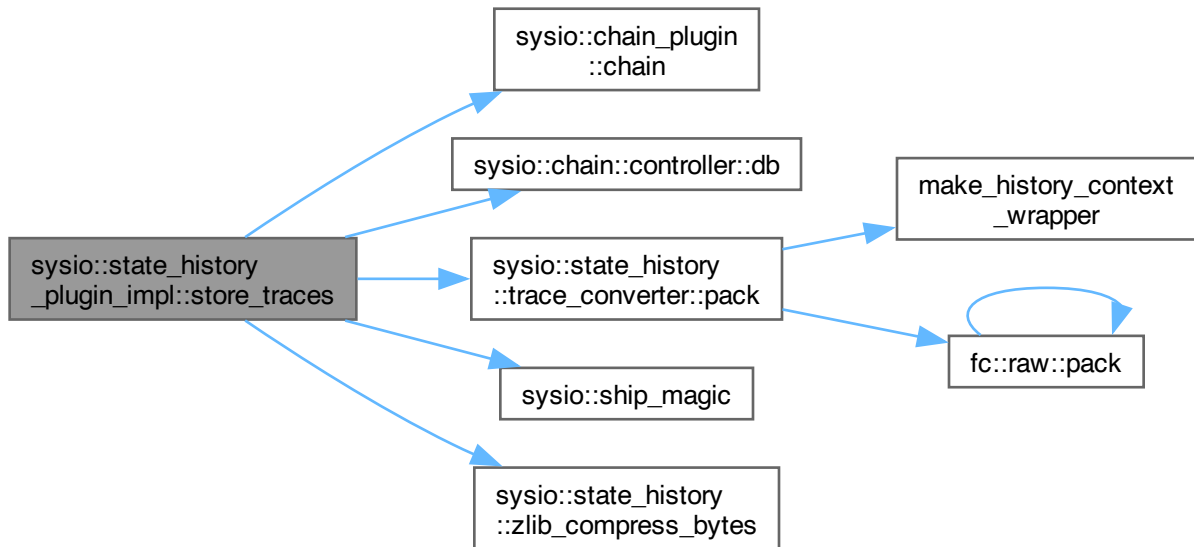 sysio::chain_plugin
::chain
sysio::chain::controller::db
make_history_context
_wrapper
sysio::state_history
_plugin_impl::store_traces
sysio::state_history
::trace_converter::pack
fc::raw::pack
sysio::ship_magic
sysio::state_history
::zlib_compress_bytes